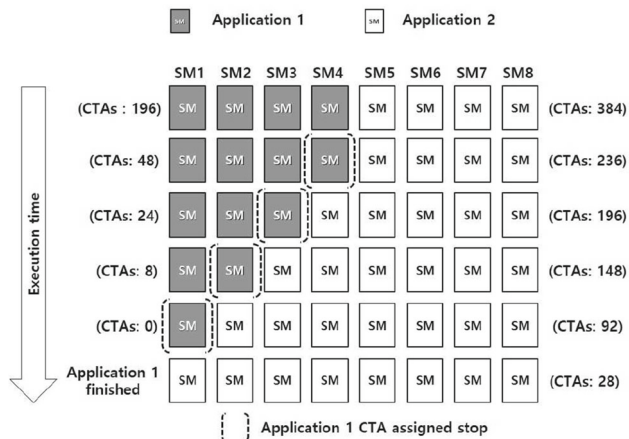 SM Application 1 SM Application 2
SM1 SM2 SM3 SM4 SM5 SM6 SM7 SM8
(CTAs : 196) SM SM SM SM SM SM SM SM (CTAs: 384)
(CTAs: 48) SM SM SM SM SM SM SM SM (CTAs: 236)
(CTAs: 24) SM SM SM SM SM SM SM SM (CTAs: 196)
(CTAs: 8) SM SM SM SM SM SM SM SM (CTAs: 148)
(CTAs: 0) SM SM SM SM SM SM SM SM (CTAs: 92)
Application 1
finished SM SM SM SM SM SM SM SM (CTAs: 28)
Execution time
Application 1 CTA assigned stop